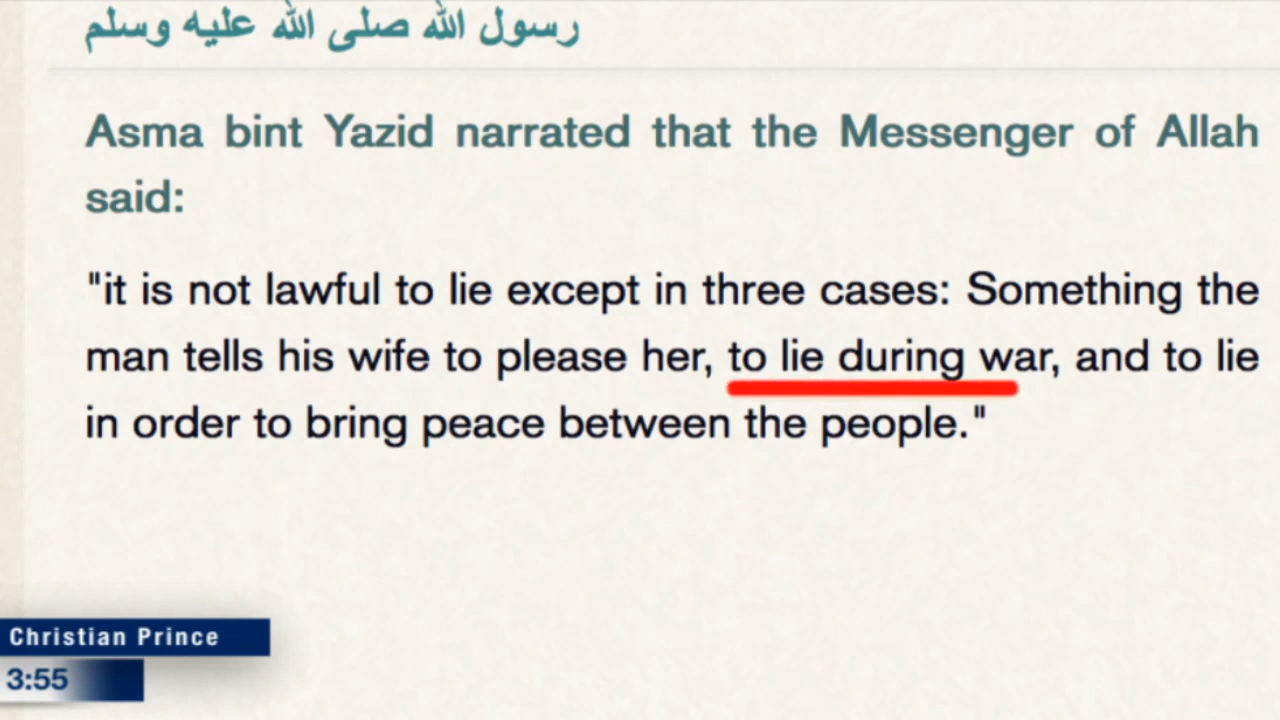 رسول الله صلى الله عليه وسلم
Asma bint Yazid narrated that the Messenger of Allah
said:
"it is not lawful to lie except in three cases: Something the
man tells his wife to please her, to lie during war, and to lie
in order to bring peace between the people."
Christian Prince
3:55